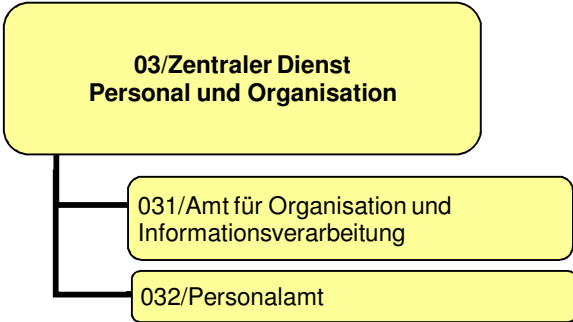 03/Zentraler Dienst
Personal und Organisation
031/Amt für Organisation und
Informationsverarbeitung
032/Personalamt